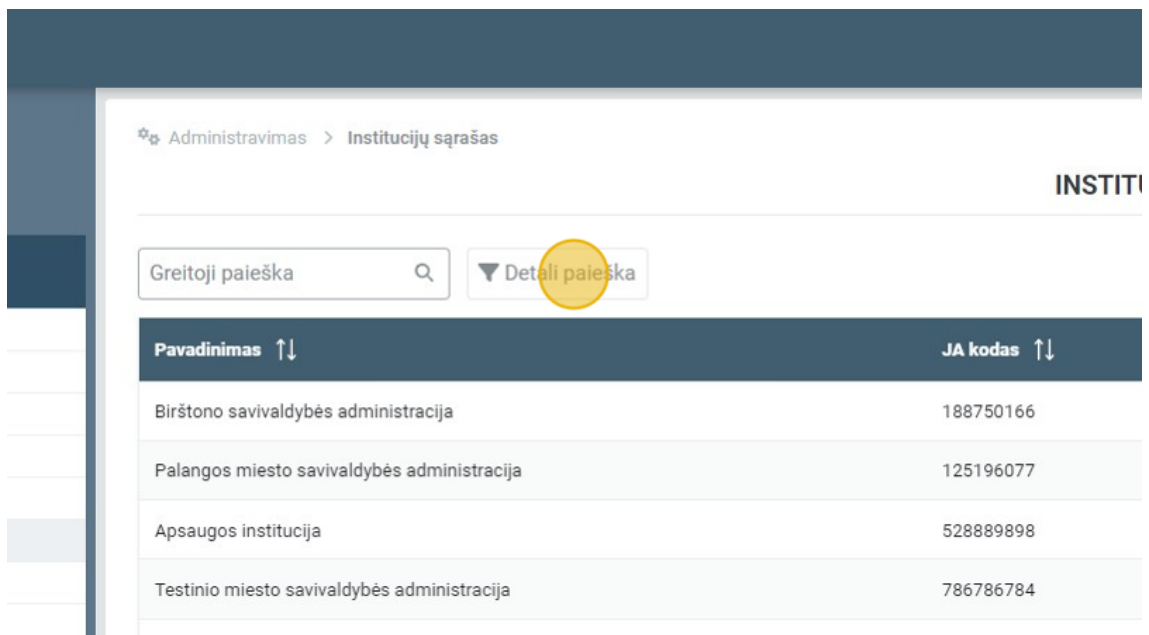 Administravimas > Institucijų sąrašas
Greitoji paieška
Detali paieška
Pavadinimas JA kodas
Birštono savivaldybės administracija 188750166
Palangos miesto savivaldybės administracija 125196077
Apsaugos institucija 528889898
Testinio miesto savivaldybės administracija 786786784